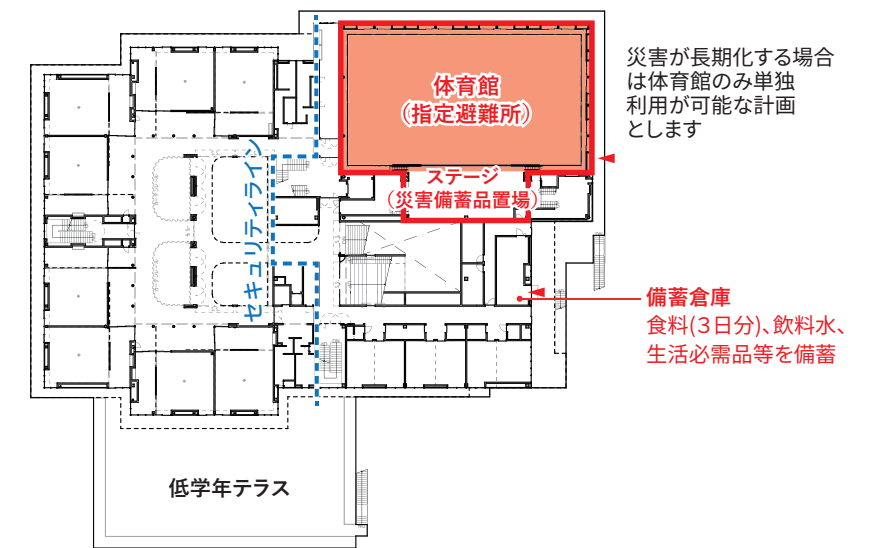 災害が長期化する場合
は体育館のみ単独
利用が可能な計画
とします
体育館
(指定避難所)
ステージ
(災害備蓄品置場)
セキュリティライン
備蓄倉庫
食料(3日分)、飲料水、
生活必需品等を備蓄
低学年テラス